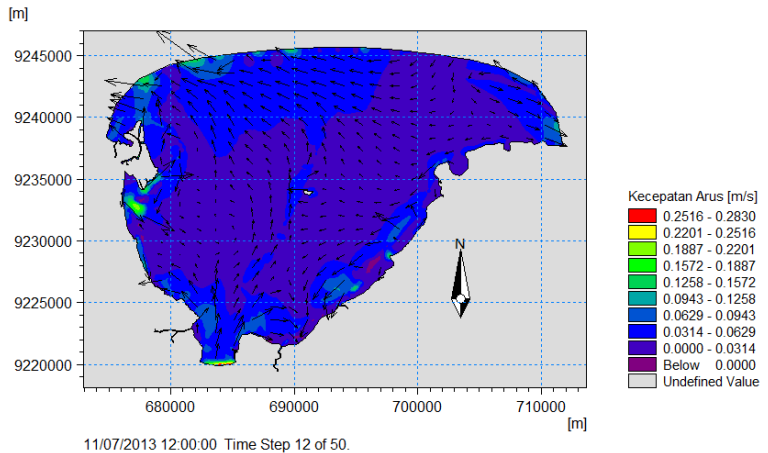 [m]
9245000
9240000
9235000
9230000
9225000
9220000
680000
690000
700000
710000
[m]
N
Kecepatan Arus [m/s]
0.2516 - 0.2830
0.2201 - 0.2516
0.1887 - 0.2201
0.1572 - 0.1887
0.1258 - 0.1572
0.0943 - 0.1258
0.0629 - 0.0943
0.0314 - 0.0629
0.0000 - 0.0314
Below 0.0000
Undefined Value
11/07/2013 12:00:00 Time Step 12 of 50.